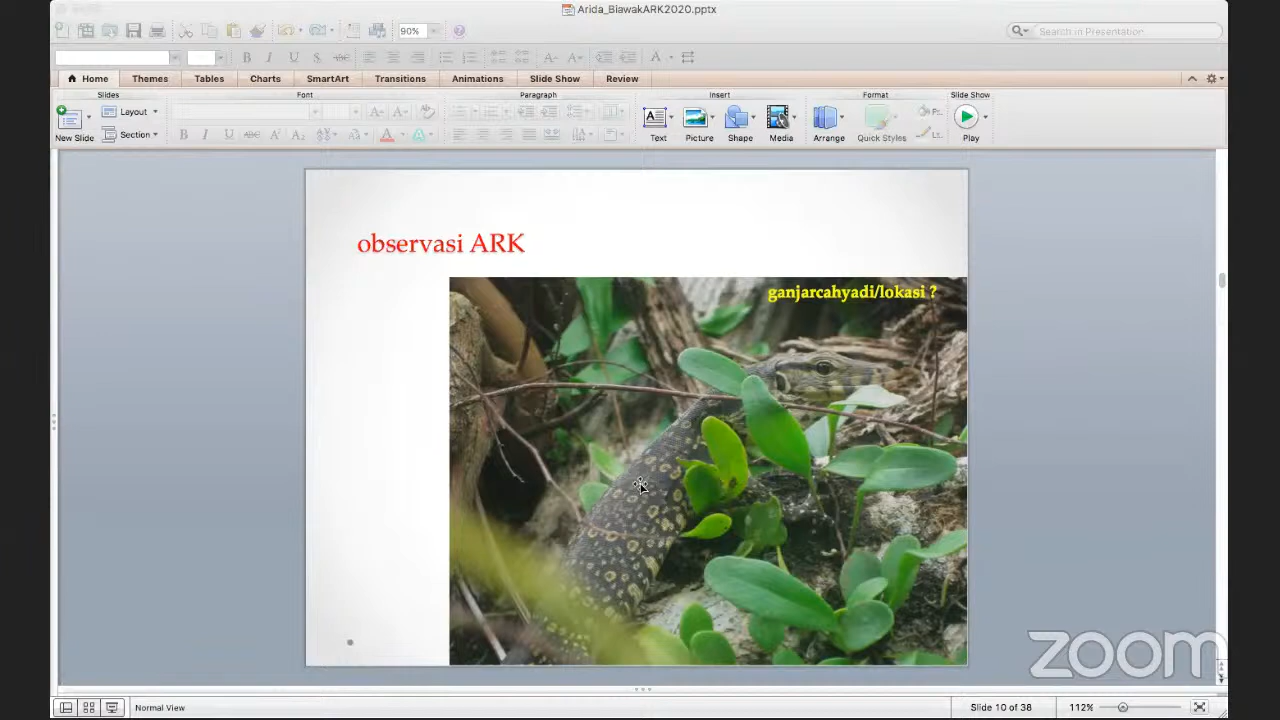 Arida_BiawakARK2020.pptx
90%
Search in Presentation
Home Themes Tables Charts SmartArt Transitions Animations Slide Show Review
Slides Font Paragraph Insert Format Slide Show
New Slide Layout Section Text Picture Shape Media Arrange Quick Styles Play
observasi ARK
ganjarcahyadi/lokasi ?
zoom
Normal View Slide 10 of 38 112%